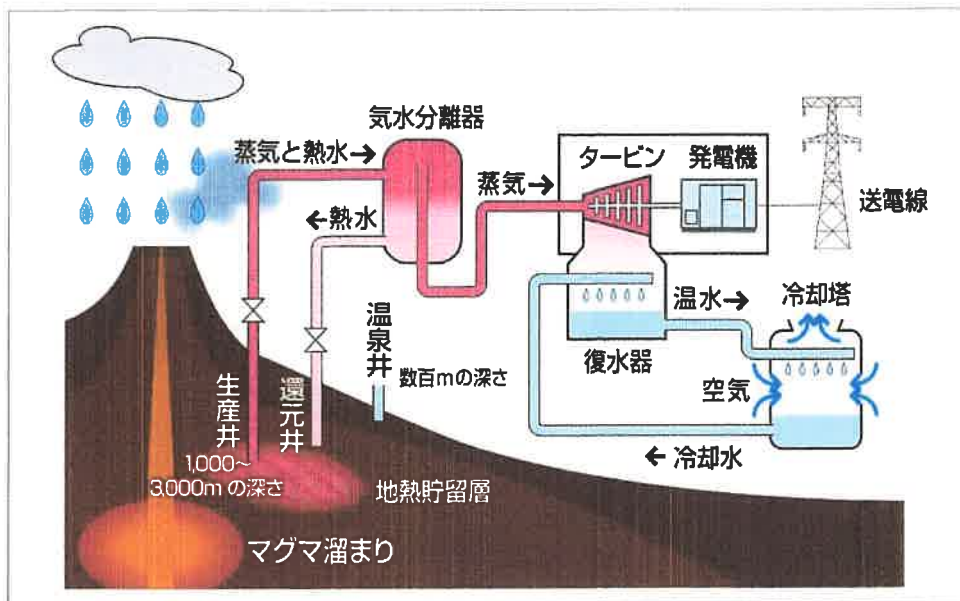 気水分離器
蒸気と熱水→
←熱水
蒸気→
タービン
発電機
送電線
温水→
冷却塔
復水器
空気
←冷却水
温泉井
数百mの深さ
生産井
還元井
1,000〜
3,000mの深さ
地熱貯留層
マグマ溜まり